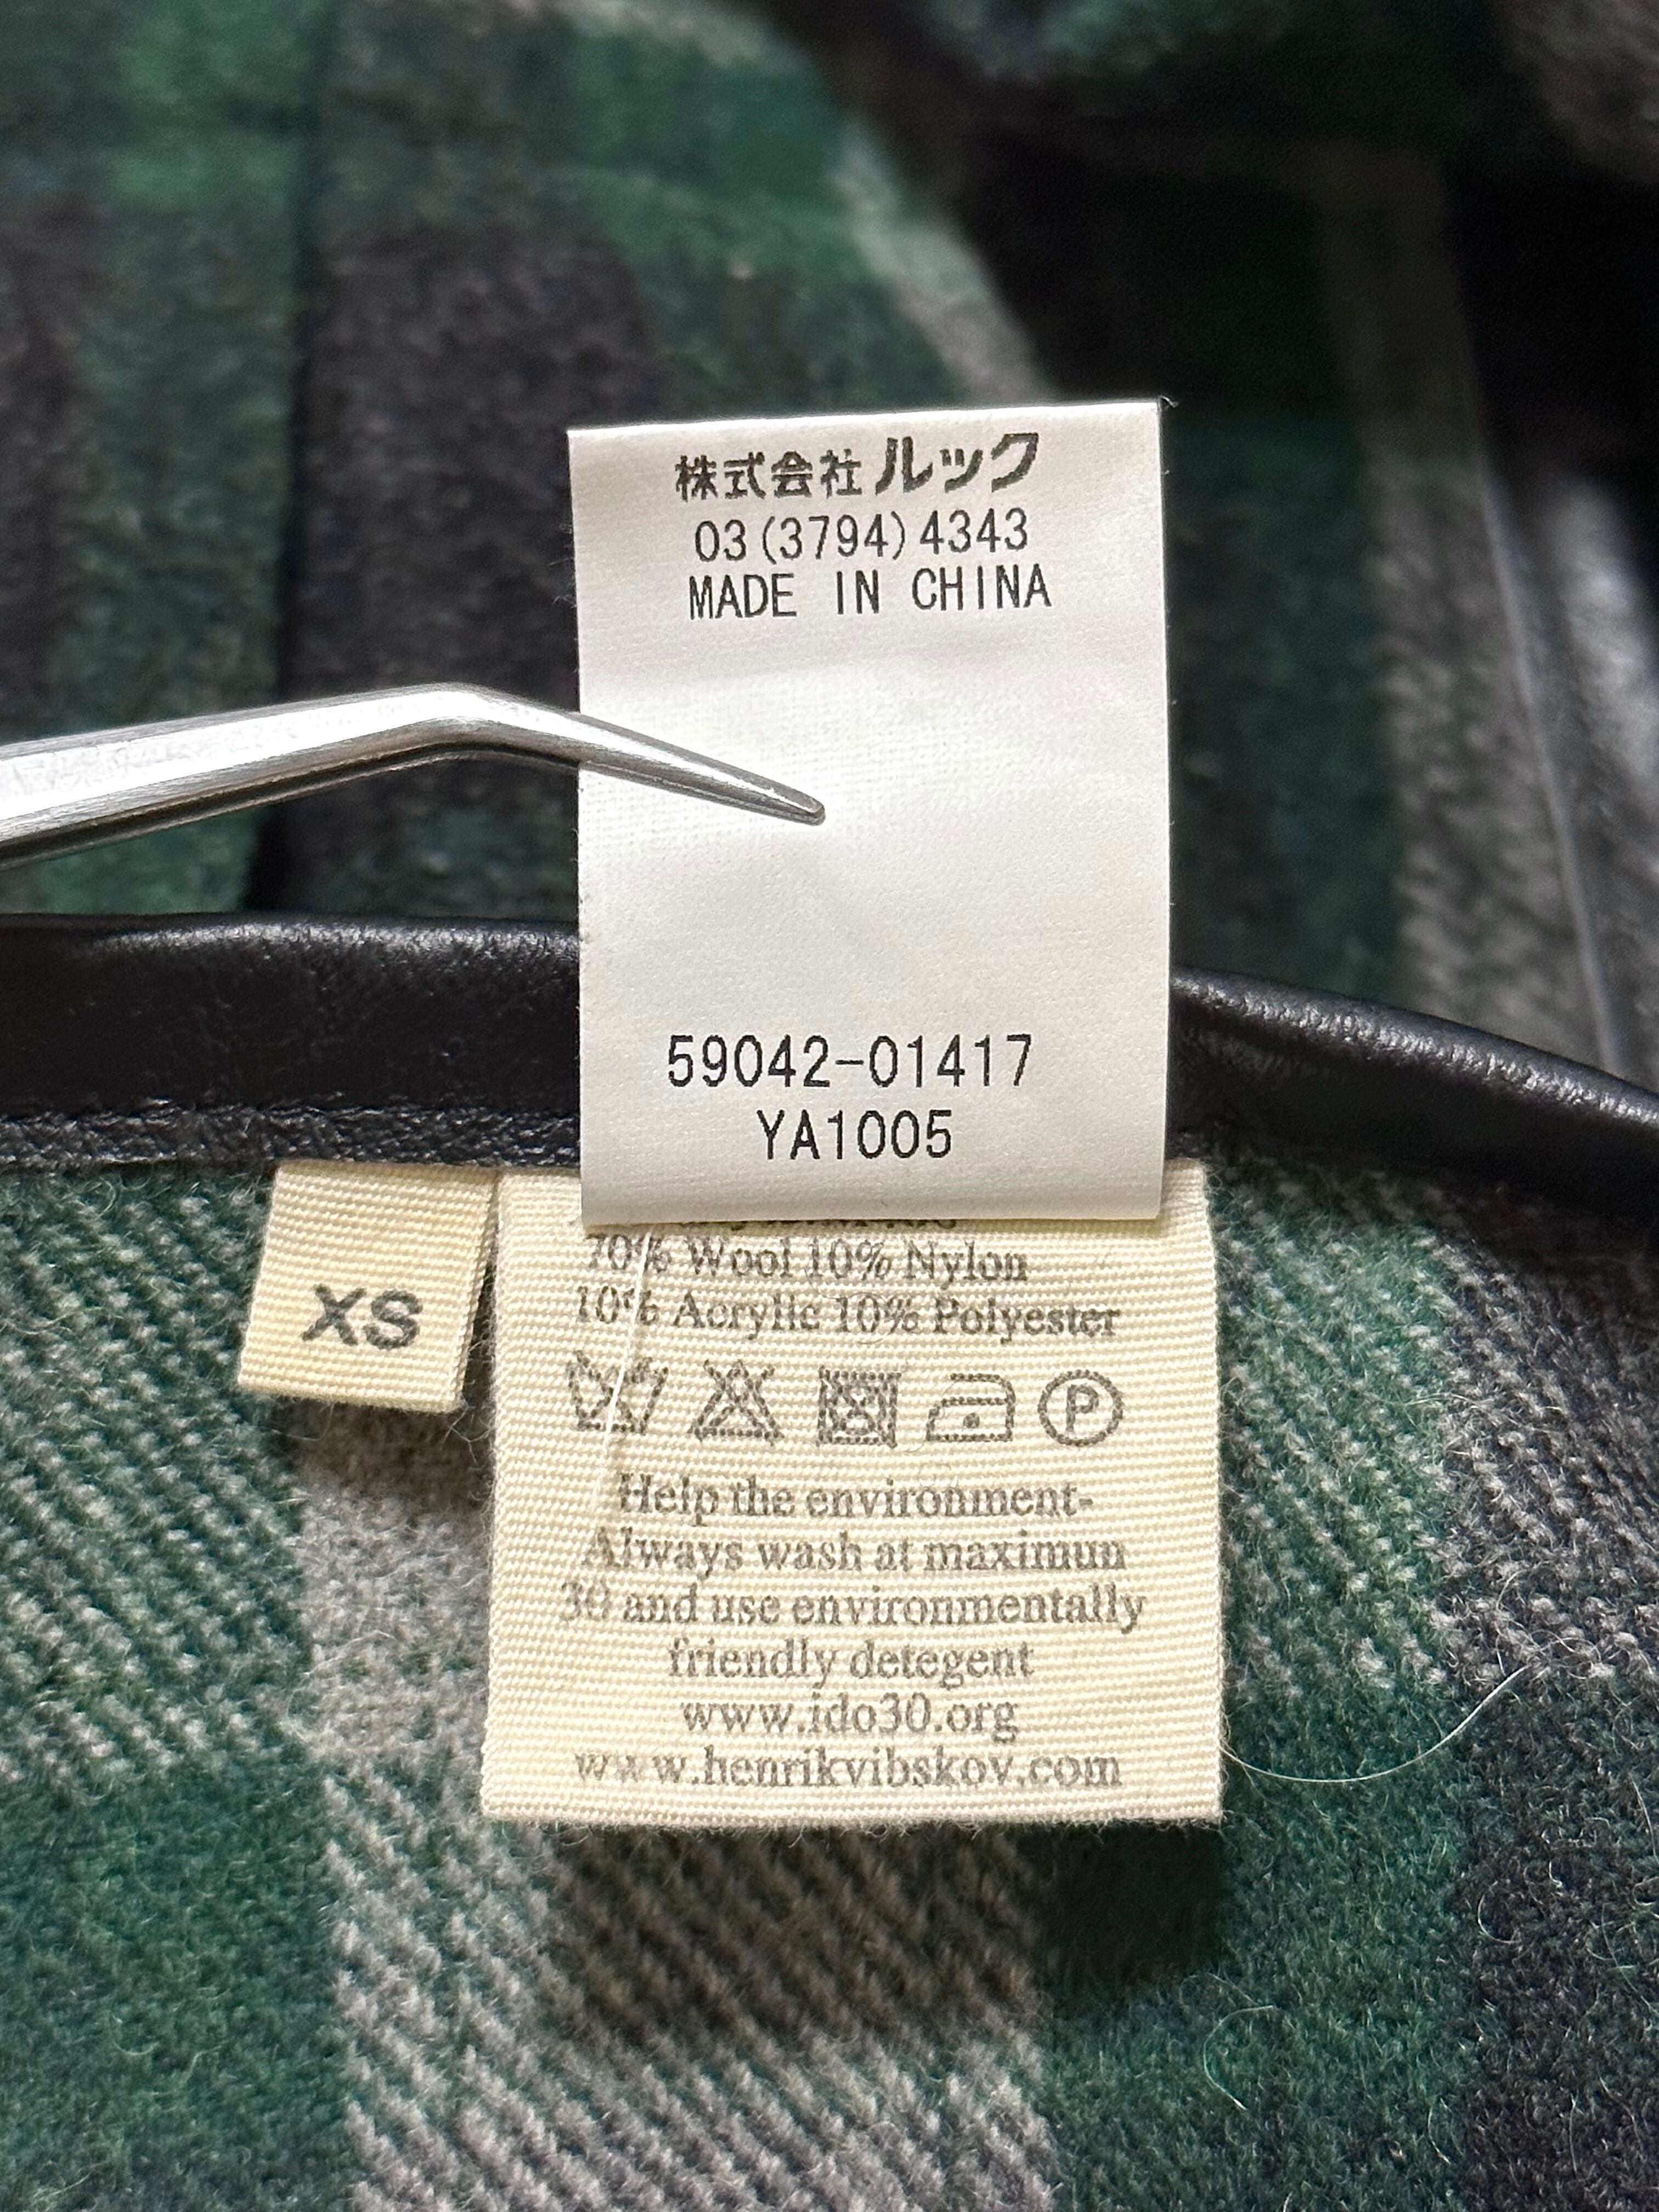 株式会社ルック
03(3794)4343
MADE IN CHINA
59042-01417
YA1005
XS
70% Wool 10% Nylon
10% Acrylic 10% Polyester
P
Help the environment-
Always wash at maximun
30 and use environmentally
friendly detegent
www.ido30.org
www.henrikvibskov.com